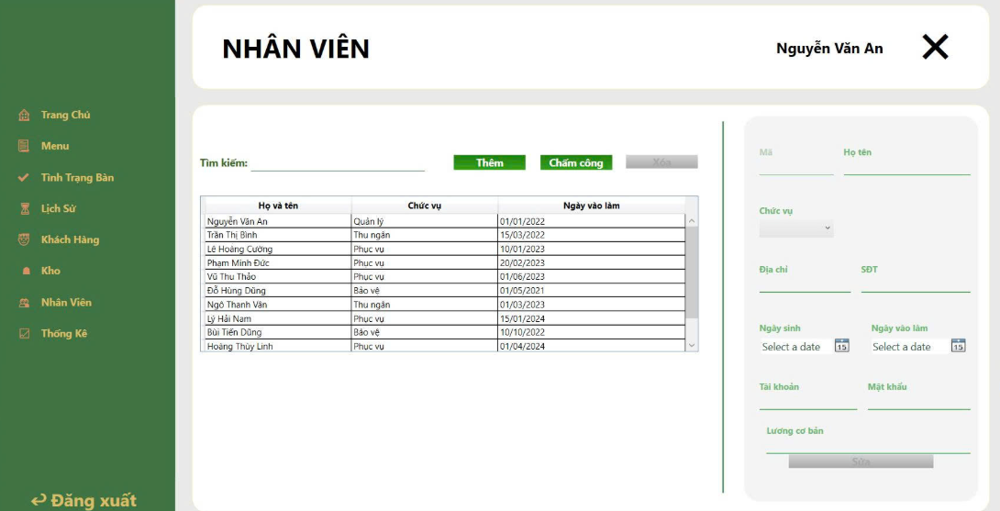 NHÂN VIÊN
Nguyễn Văn An
Trang Chủ
Menu
Tình Trạng Bàn
Lịch Sử
Khách Hàng
Kho
Nhân Viên
Thống Kê
Đăng xuất
Tìm kiếm:
Thêm
Chấm công
Xóa
Họ và tên Chức vụ Ngày vào làm
Nguyễn Văn An Quản lý 01/01/2022
Trần Thị Bình Thu ngân 15/03/2022
Lê Hoàng Cường Phục vụ 10/01/2023
Phạm Minh Đức Phục vụ 20/02/2023
Vũ Thu Thảo Phục vụ 01/06/2023
Đỗ Hùng Dũng Bảo vệ 01/05/2021
Ngô Thanh Vân Thu ngân 01/03/2023
Lý Hải Nam Phục vụ 15/01/2024
Bùi Tiến Dũng Bảo vệ 10/10/2022
Hoàng Thùy Linh Phục vụ 01/04/2024
Mã Họ tên
Chức vụ
Địa chỉ SĐT
Ngày sinh Ngày vào làm
Select a date 15 Select a date 15
Tài khoản Mật khẩu
Lương cơ bản
Sửa